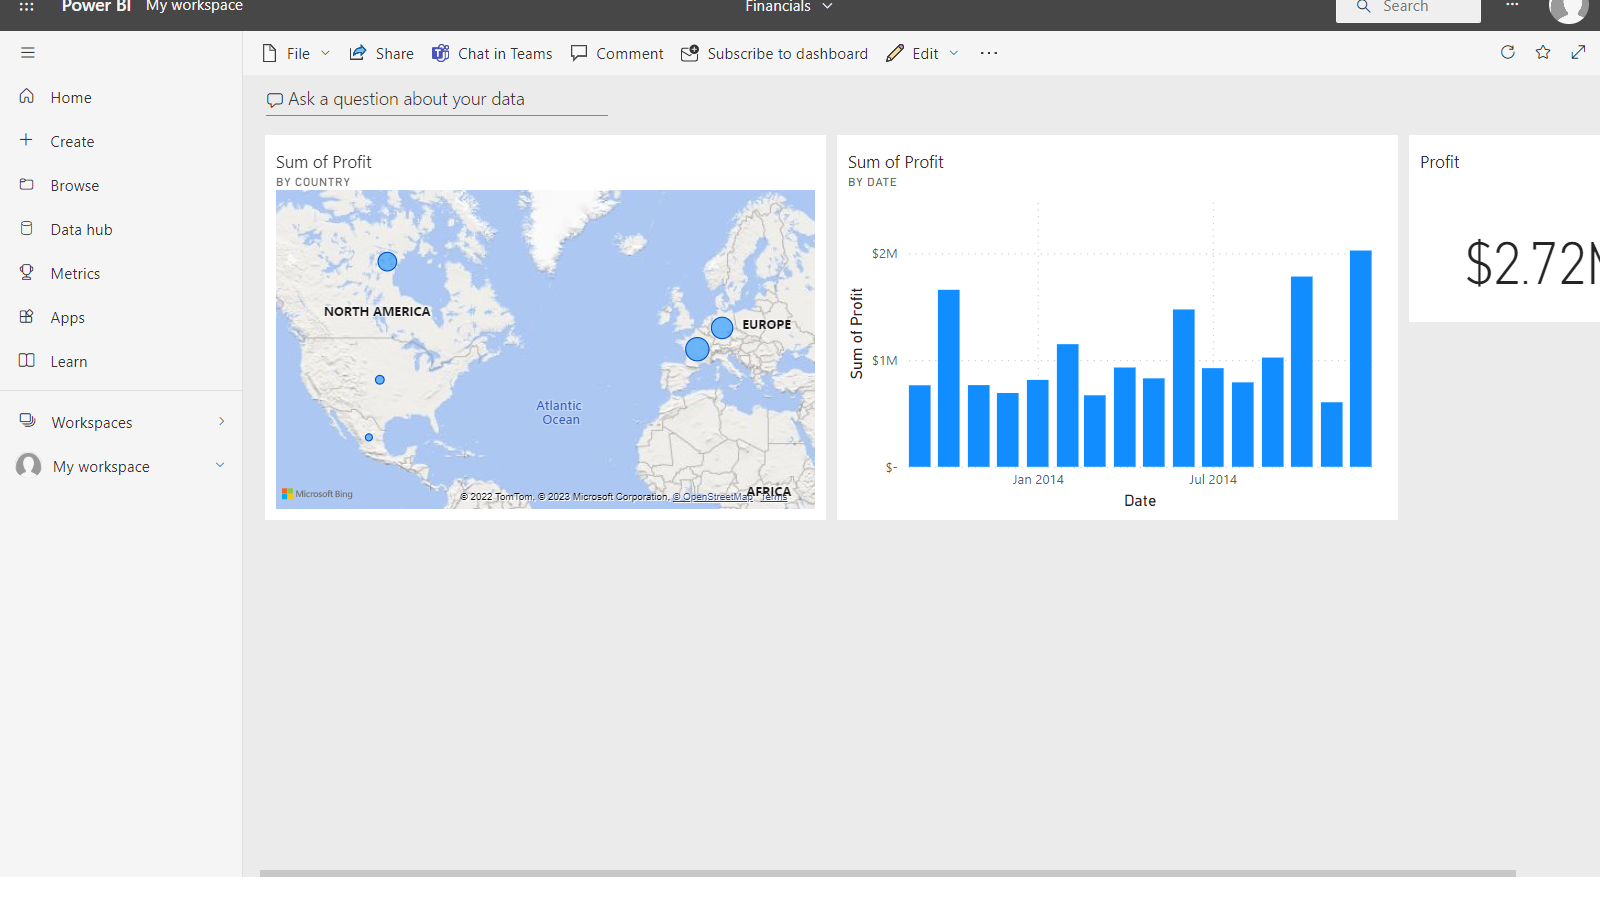 Power BI My workspace
Financials
Search
File
Share
Chat in Teams
Comment
Subscribe to dashboard
Edit
Home
Create
Browse
Data hub
Metrics
Apps
Learn
Workspaces
My workspace
Ask a question about your data
Sum of Profit
BY COUNTRY
NORTH AMERICA
EUROPE
Atlantic
Ocean
AFRICA
Microsoft Bing
© 2022 TomTom, © 2023 Microsoft Corporation, © OpenStreetMap Terms
Sum of Profit
BY DATE
Sum of Profit
$2M
$1M
$-
Jan 2014
Jul 2014
Date
Profit
$2.72M